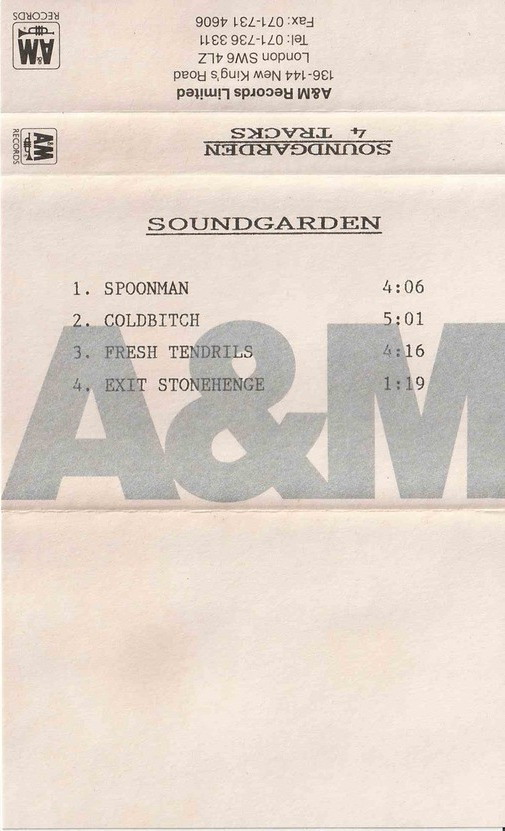 A&M Records Limited
136-144 New King's Road
London SW6 4LZ
Tel: 071-736 3311
Fax: 071-731 4606
A&M
RECORDS
SOUNDGARDEN
4 TRACKS
A&M
RECORDS
SOUNDGARDEN
1. SPOONMAN 4:06
2. COLDBITCH 5:01
3. FRESH TENDRILS 4:16
4. EXIT STONEHENGE 1:19
A&M